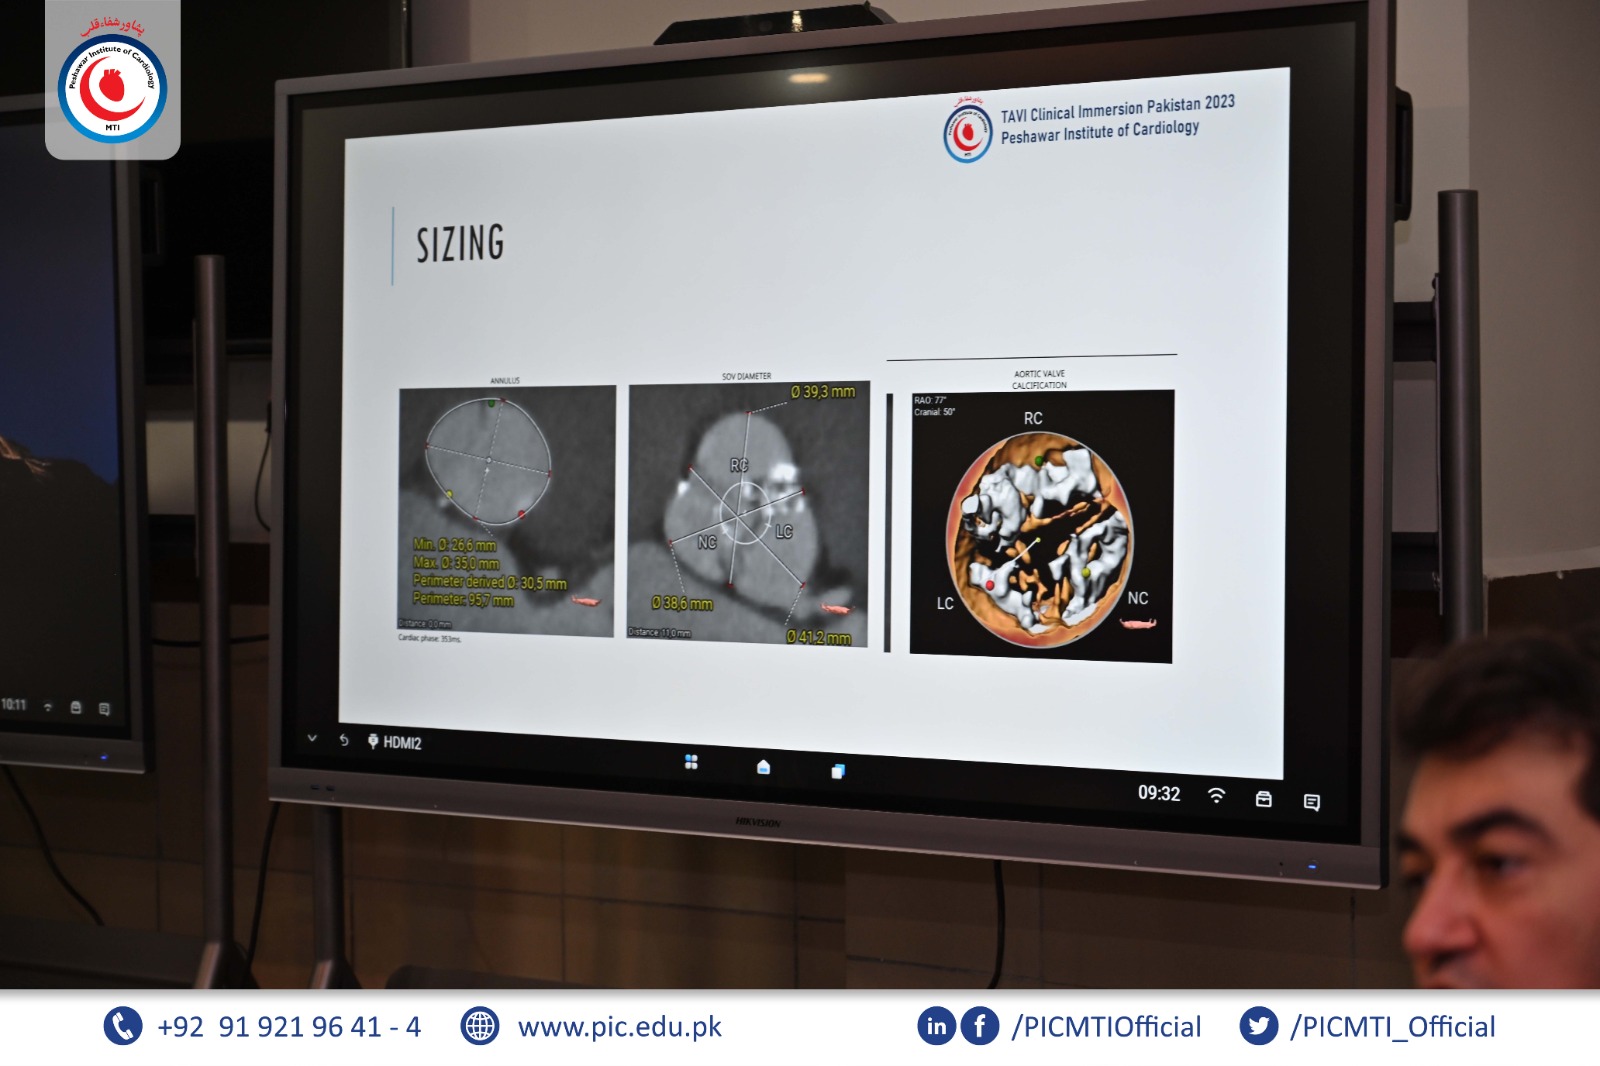 پشاور شفاء قلب
Peshawar Institute of Cardiology
MTI
TAVI Clinical Immersion Pakistan 2023
Peshawar Institute of Cardiology
MTI
SIZING
ANNULUS
Min. Ø: 26,6 mm
Max. Ø: 35,0 mm
Perimeter derived Ø: 30,5 mm
Perimeter: 95,7 mm
Distance: 0,0 mm
Cardiac phase: 353ms.
SOV DIAMETER
Ø 39,3 mm
RC
NC
LC
Ø 38,6 mm
Distance: 11,0 mm
Ø 41,2 mm
AORTIC VALVE
CALCIFICATION
RAO: 77°
Cranial: 50°
RC
LC
NC
10:11
HDMI2
09:32
HIKVISION
+92 91 921 96 41 - 4
www.pic.edu.pk
in f /PICMTIOfficial
/PICMTI_Official